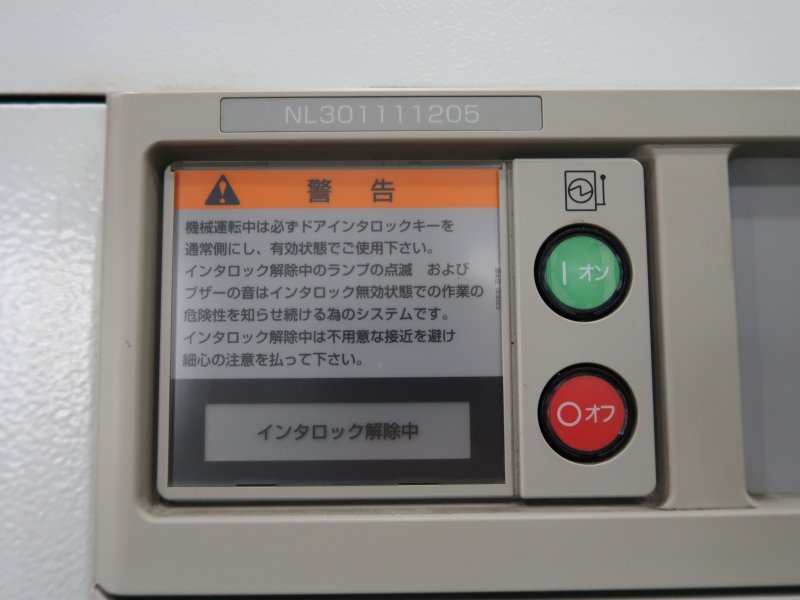 NL301111205
警告
機械運転中は必ずドアインタロックキーを
通常側にし、有効状態でご使用下さい。
インタロック解除中のランプの点滅 および
ブザーの音はインタロック無効状態での作業の
危険性を知らせ続ける為のシステムです。
インタロック解除中は不用意な接近を避け
細心の注意を払って下さい。
インタロック解除中
| オン
○オフ